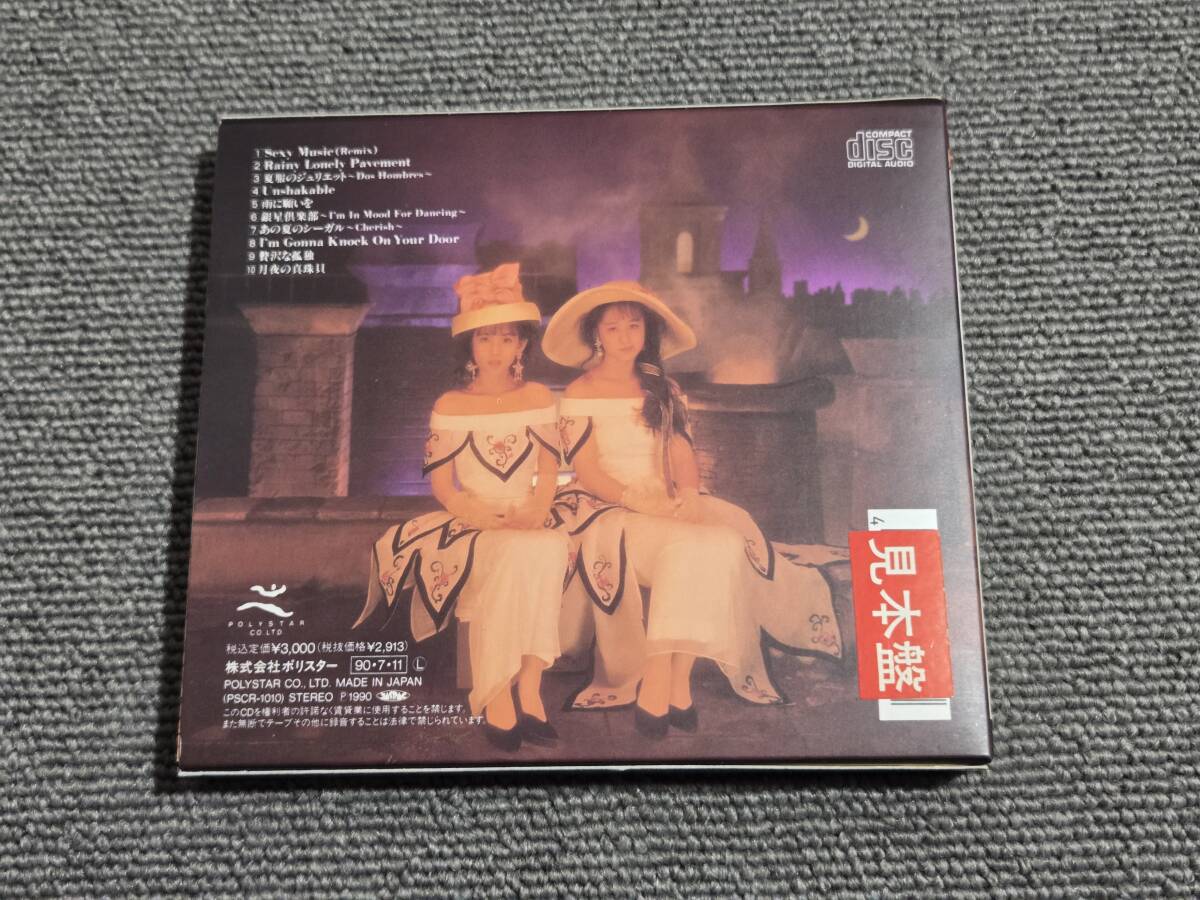 1 Sexy Music (Remix)
2 Rainy Lonely Pavement
3 夏服のジュリエット~Dos Hombres~
4 Unshakable
5 雨に願いを
6 銀星倶楽部~I'm In Mood For Dancing~
7 あの夏のシーガル~Cherish~
8 I'm Gonna Knock On Your Door
9 贅沢な孤独
10 月夜の真珠貝
COMPACT
disc
DIGITAL AUDIO
4
見本盤
POLYSTAR
CO.LTD
税込定価¥3,000(税抜価格¥2,913)
株式会社ポリスター 90・7・11 Ⓛ
POLYSTAR CO., LTD. MADE IN JAPAN
(PSCR-1010) STEREO ℗ 1990
このCDを権利者の許諾なく賃貸業に使用することを禁じます。
また無断でテープその他に録音することは法律で禁じられています。